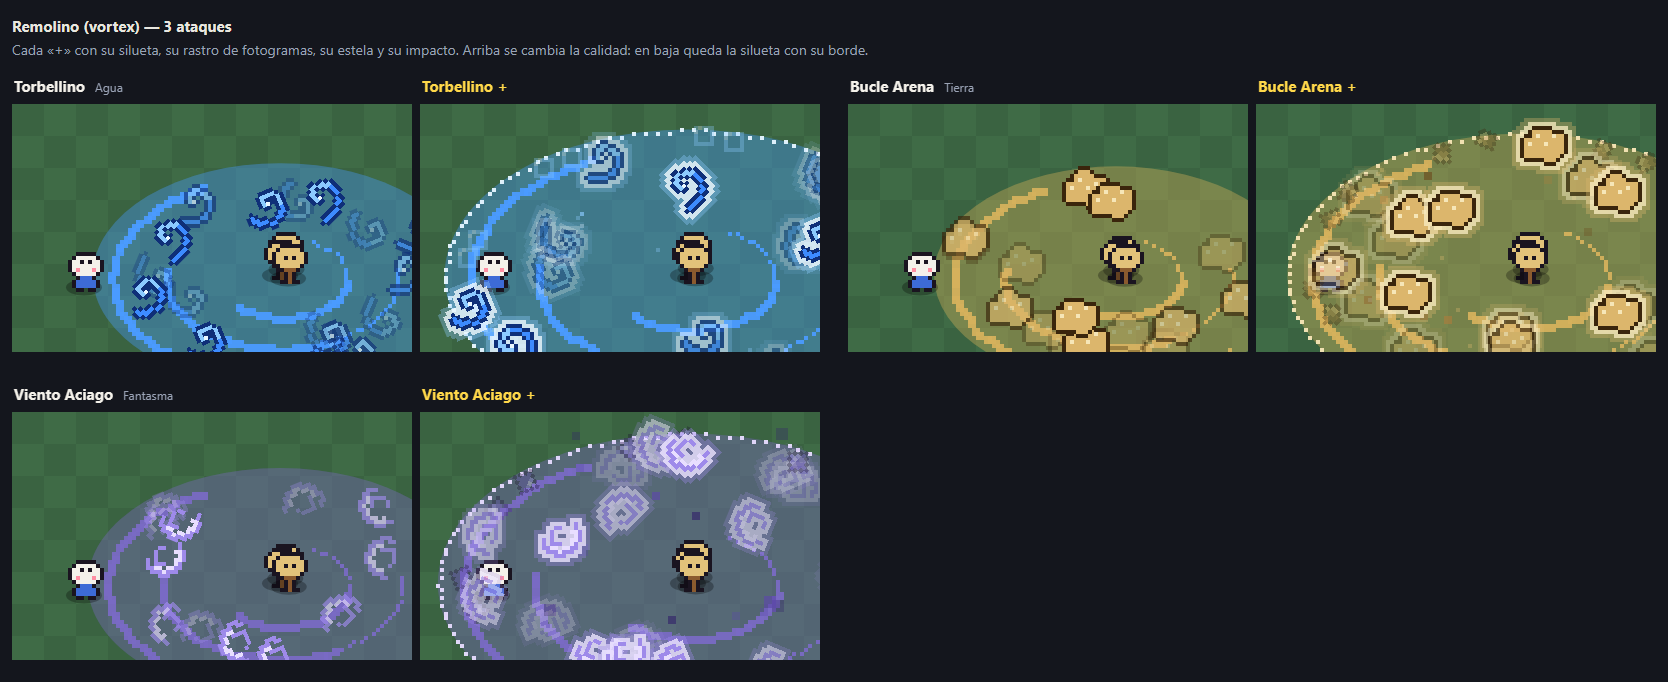 Remolino (vortex) — 3 ataques
Cada «+» con su silueta, su rastro de fotogramas, su estela y su impacto. Arriba se cambia la calidad: en baja queda la silueta con su borde.
Torbellino Agua
Torbellino +
Bucle Arena Tierra
Bucle Arena +
Viento Aciago Fantasma
Viento Aciago +